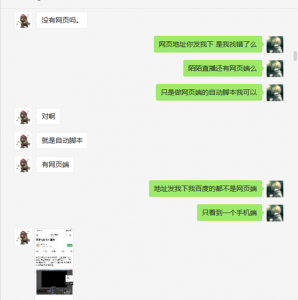 没有网页吗。
网页地址你发我下 是我找错了么
陌陌直播还有网页端么
只是做网页端的自动脚本我可以
对啊
就是自动脚本
有网页端
地址发我下我百度的都不是网页端
只看到一个手机端